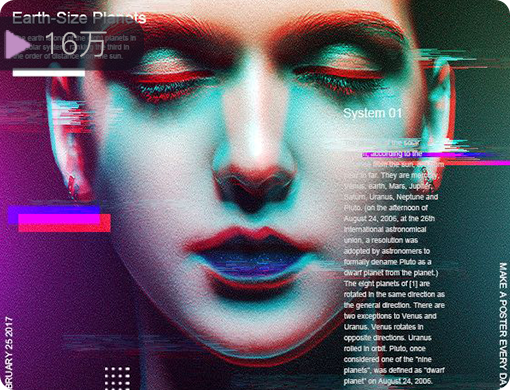 Earth-Size Planets
16万
the order of distance from the sun,
System 01
according to the
from the sun,
far. They are mercury,
Venus, Earth, Mars, Jupiter,
Saturn, Uranus, Neptune and
Pluto. (on the afternoon of
August 24, 2006, at the 26th
International astronomical
union, a resolution was
adopted by astronomers to
formally dename Pluto as a
dwarf planet from the planet.)
The eight planets of [1] are
rotated in the same direction as
the general direction. There are
two exceptions to Venus and
Uranus. Venus rotates in
opposite directions. Uranus
rolled in orbit. Pluto, once
considered one of the "nine
planets", was defined as "dwarf
planet" on August 24, 2006.
BRUARY 25 2017
MAKE A POSTER EVERY DA